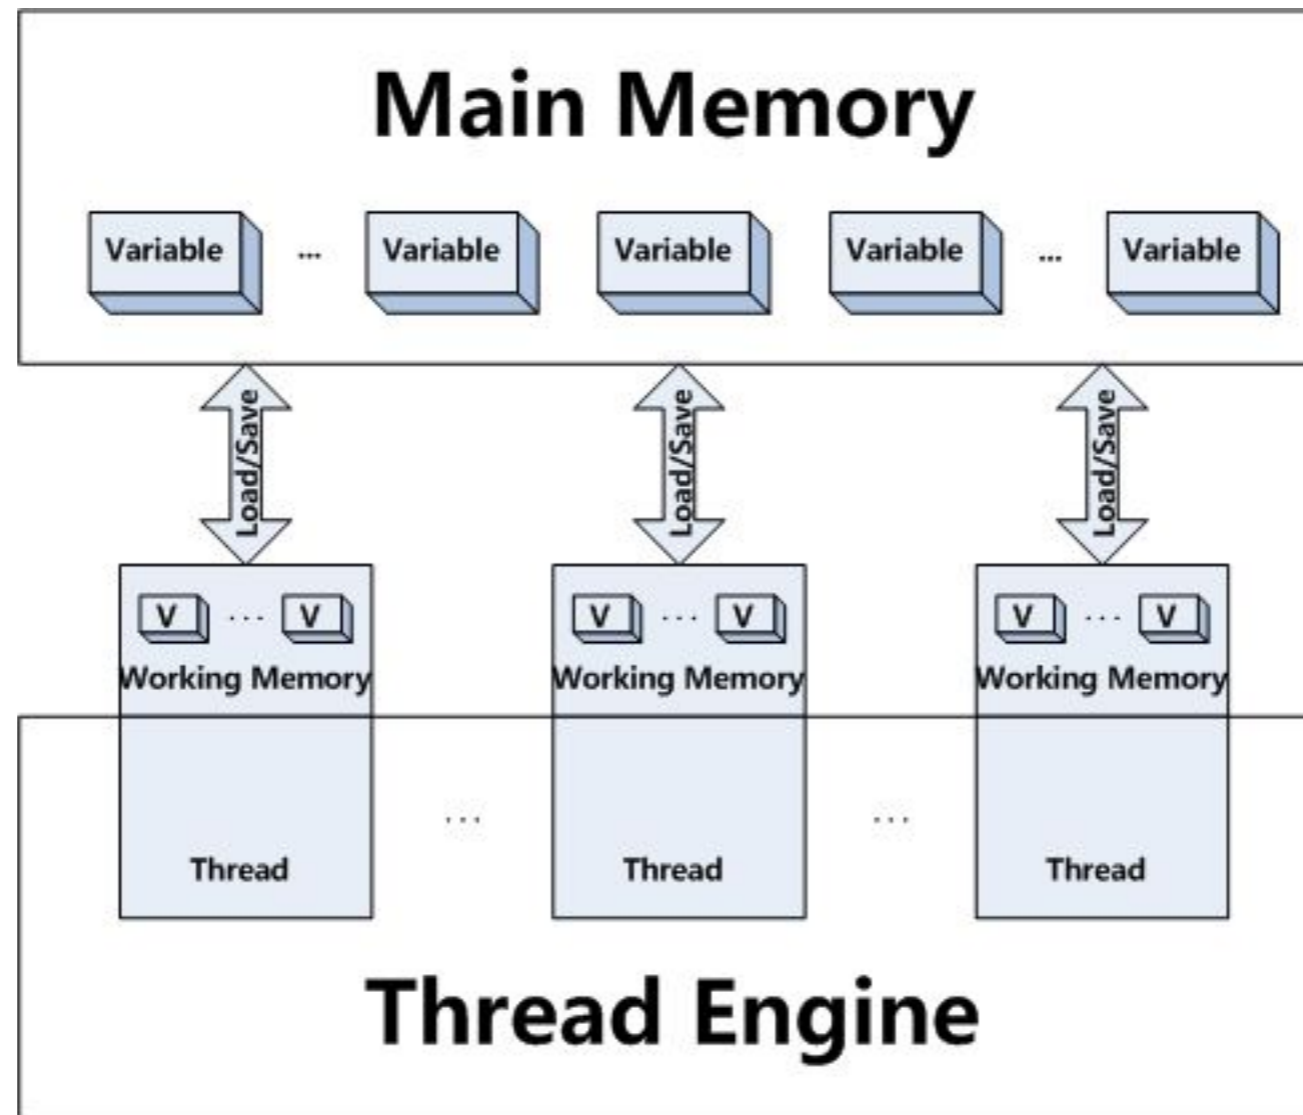 Main Memory
Variable ... Variable Variable Variable ... Variable
Load/Save Load/Save Load/Save
V ... V V ... V V ... V
Working Memory Working Memory Working Memory
... ...
Thread Thread Thread
Thread Engine